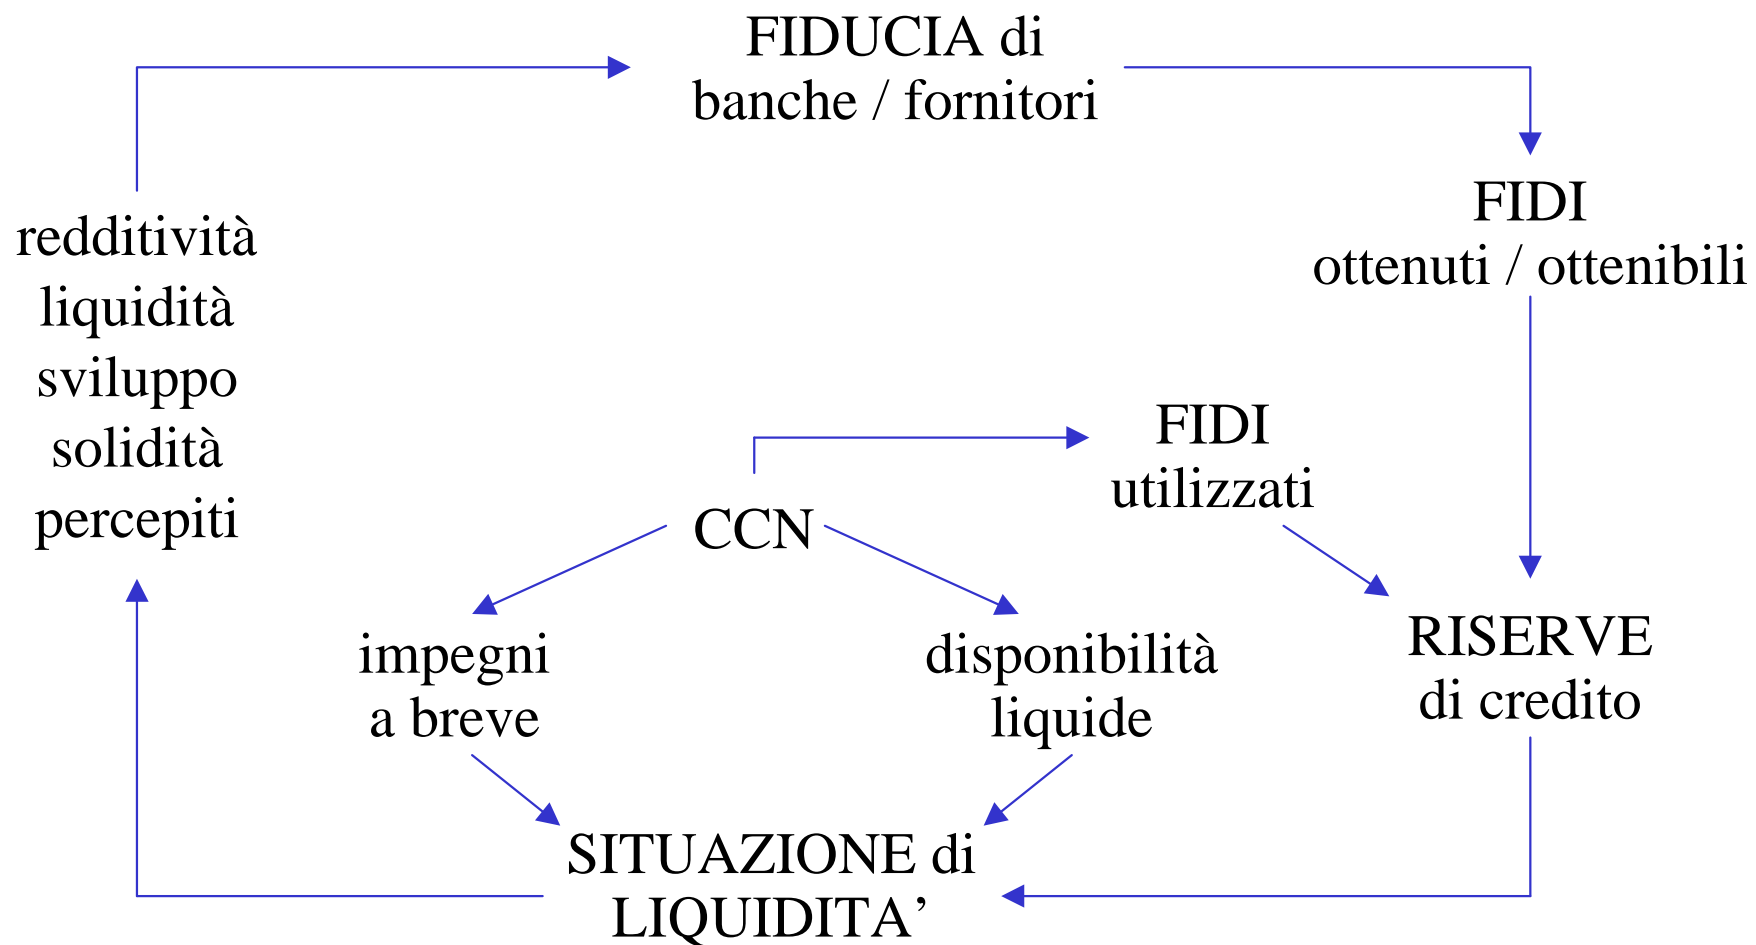 FIDUCIA di
banche / fornitori
FIDI
ottenuti / ottenibili
redditività
liquidità
sviluppo
solidità
percepiti
FIDI
utilizzati
CCN
impegni
a breve
disponibilità
liquide
RISERVE
di credito
SITUAZIONE di
LIQUIDITA’